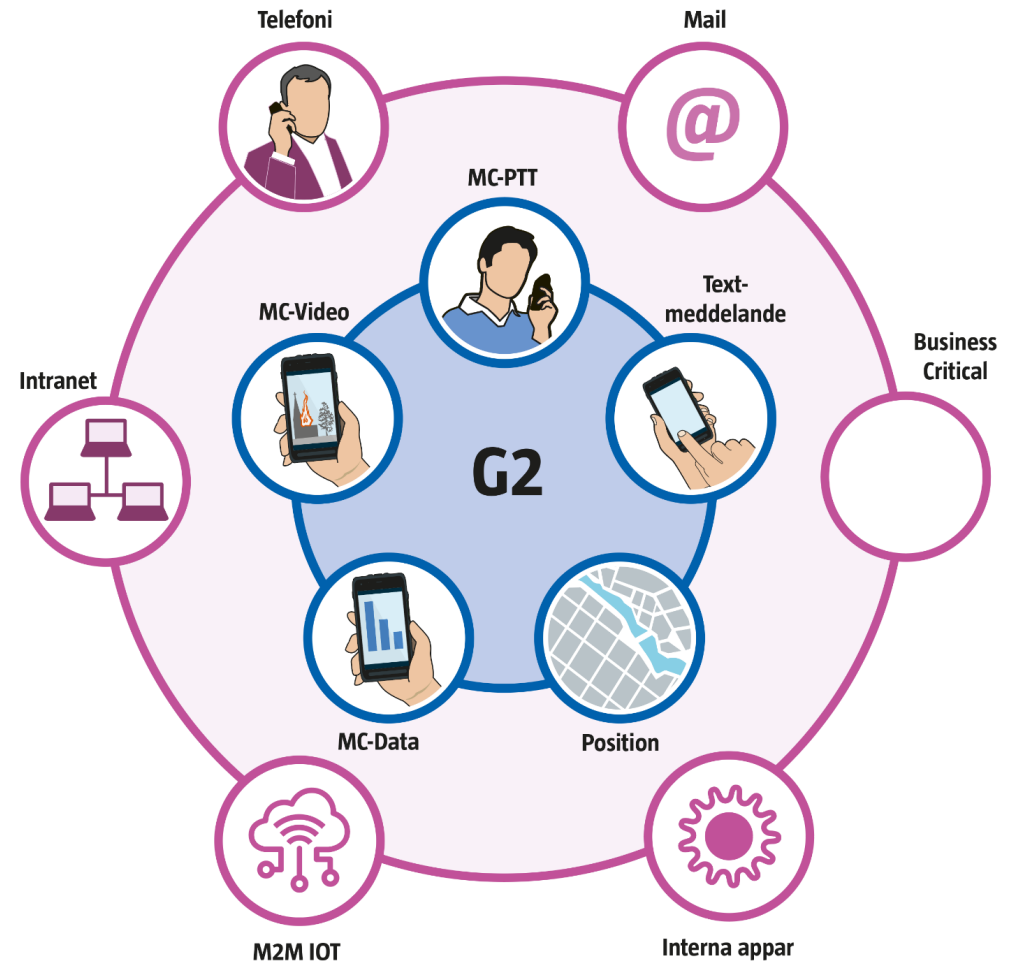 Telefoni
Mail
@
MC-PTT
MC-Video
Text-
meddelande
Business
Critical
Intranet
G2
MC-Data
Position
M2M IOT
Interna appar